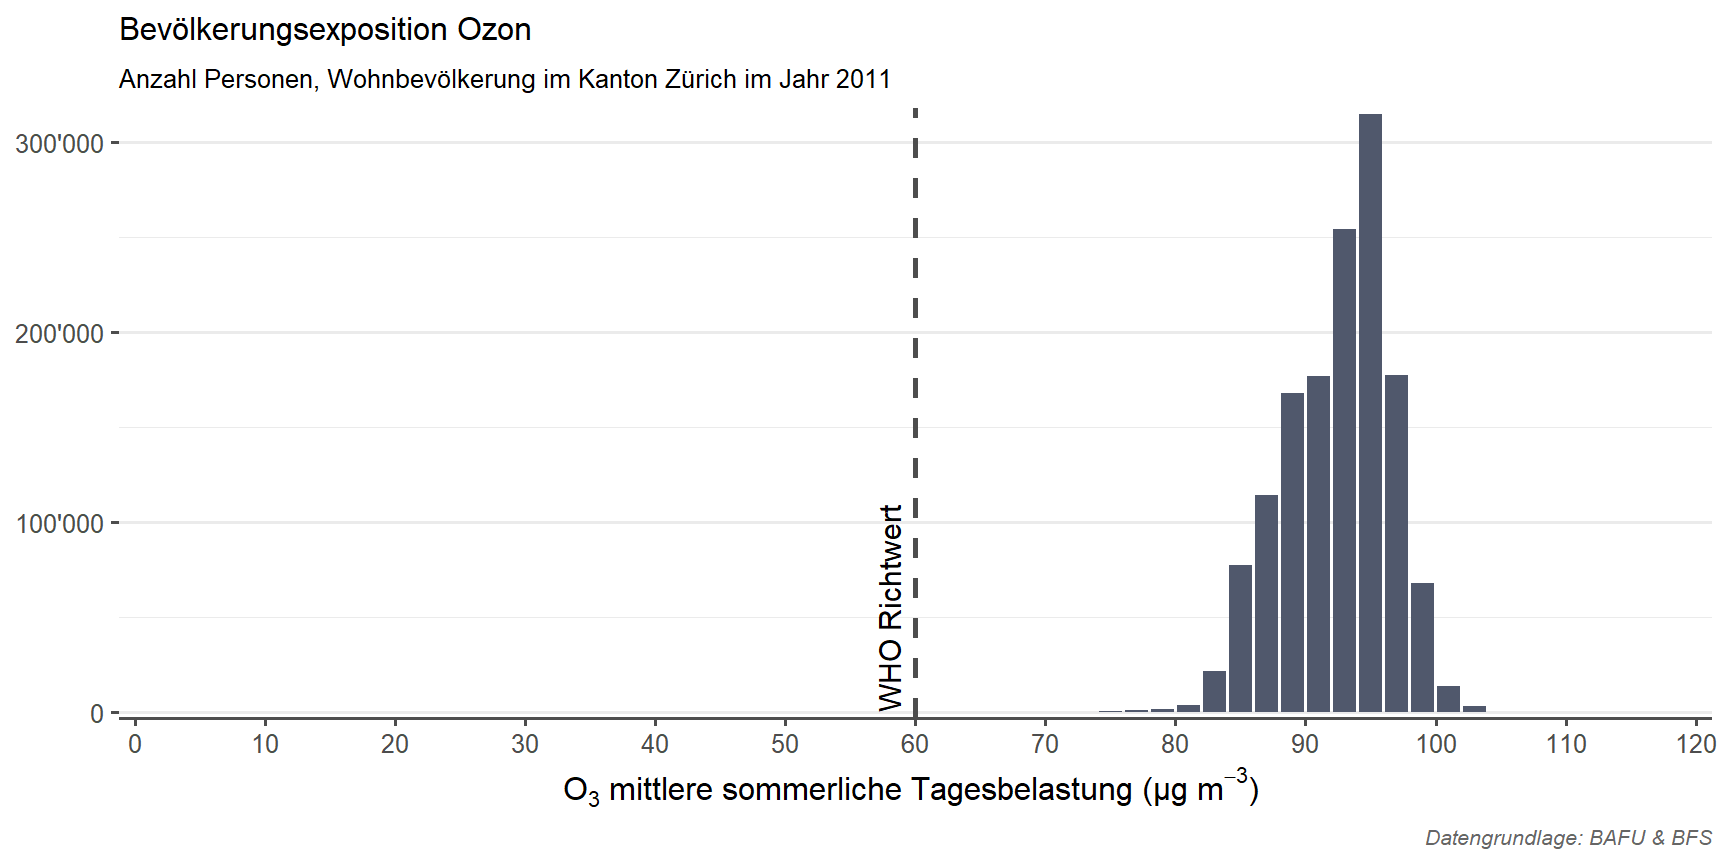 Bevölkerungsexposition Ozon
Anzahl Personen, Wohnbevölkerung im Kanton Zürich im Jahr 2011
300'000
200'000
100'000
0
WHO Richtwert
0 10 20 30 40 50 60 70 80 90 100 110 120
O₃ mittlere sommerliche Tagesbelastung (µg m⁻³)
Datengrundlage: BAFU & BFS